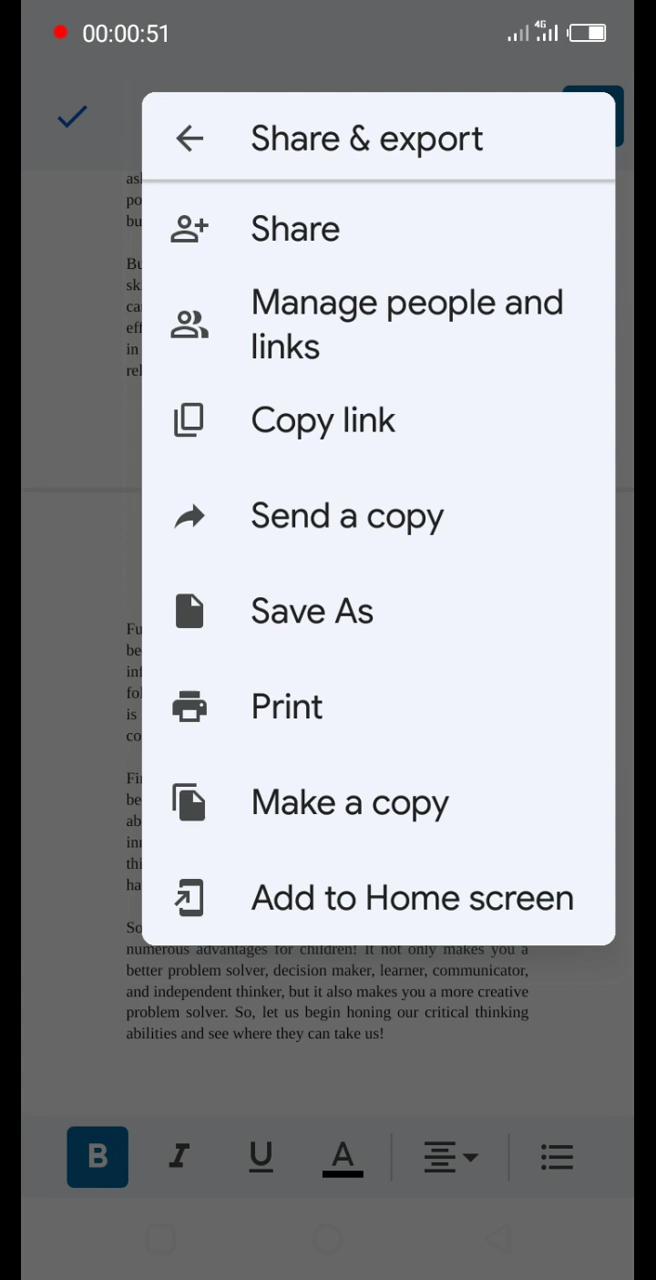 00:00:51
4G
Share & export
Share
Manage people and
links
Copy link
Send a copy
Save As
Print
Make a copy
Add to Home screen
So
numerous advantages for children! It not only makes you a
better problem solver, decision maker, learner, communicator,
and independent thinker, but it also makes you a more creative
problem solver. So, let us begin honing our critical thinking
abilities and see where they can take us!
B I U A